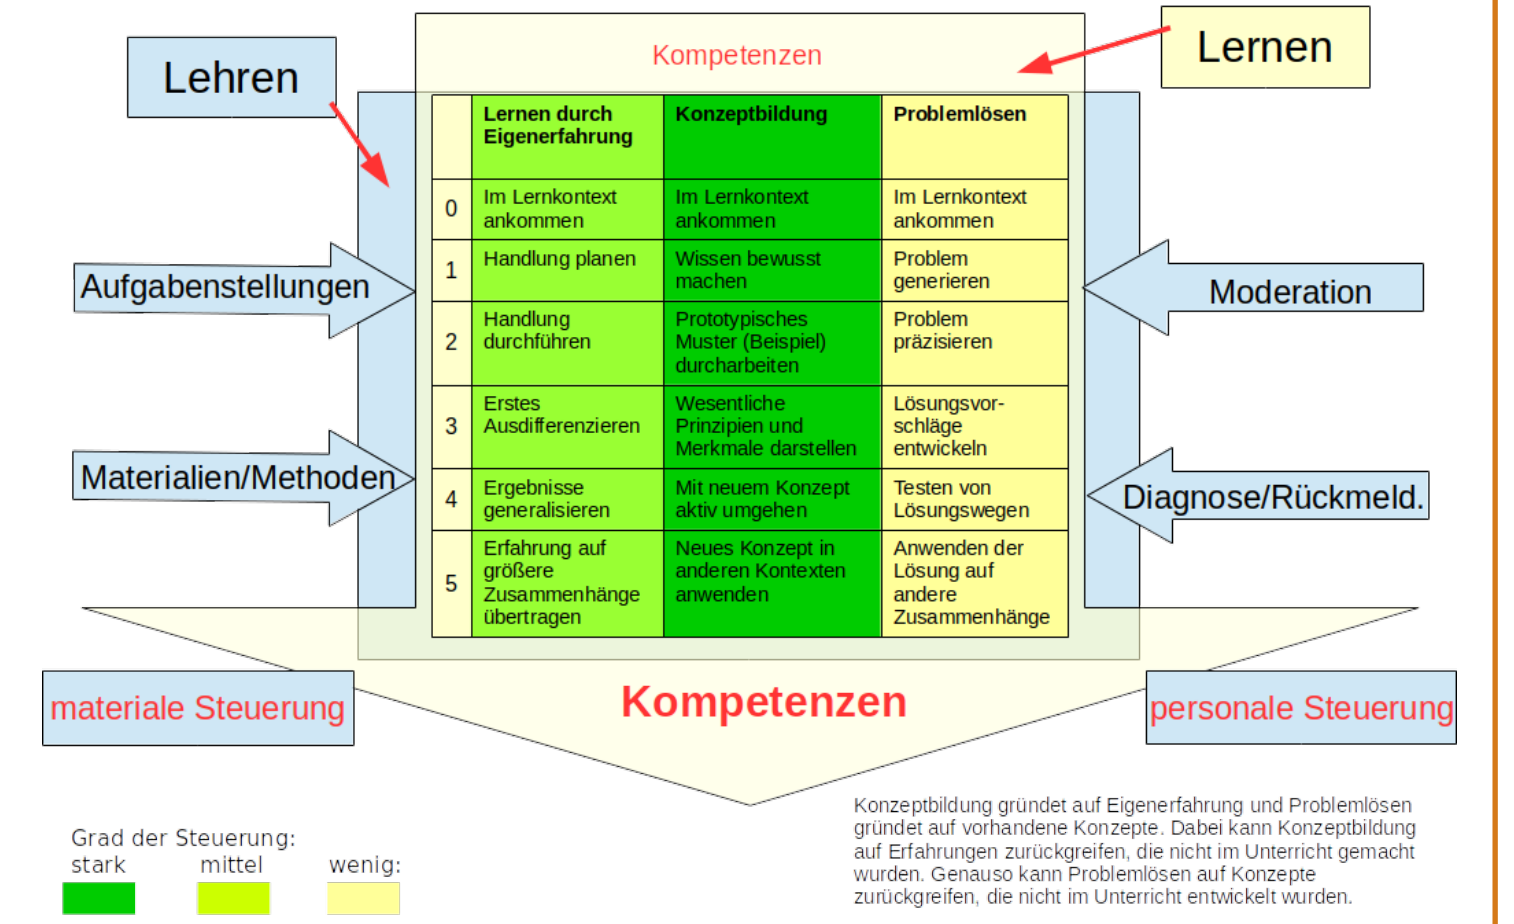 Lehren
Kompetenzen
Lernen
Lernen durch
Eigenerfahrung
Konzeptbildung
Problemlösen
0
Im Lernkontext
ankommen
Im Lernkontext
ankommen
Im Lernkontext
ankommen
1
Handlung planen
Wissen bewusst
machen
Problem
generieren
2
Handlung
durchführen
Prototypisches
Muster (Beispiel)
durcharbeiten
Problem
präzisieren
3
Erstes
Ausdifferenzieren
Wesentliche
Prinzipien und
Merkmale darstellen
Lösungsvor-
schläge
entwickeln
4
Ergebnisse
generalisieren
Mit neuem Konzept
aktiv umgehen
Testen von
Lösungswegen
5
Erfahrung auf
größere
Zusammenhänge
übertragen
Neues Konzept in
anderen Kontexten
anwenden
Anwenden der
Lösung auf
andere
Zusammenhänge
Aufgabenstellungen
Materialien/Methoden
Moderation
Diagnose/Rückmeld.
materiale Steuerung
Kompetenzen
personale Steuerung
Grad der Steuerung:
stark mittel wenig:
Konzeptbildung gründet auf Eigenerfahrung und Problemlösen
gründet auf vorhandene Konzepte. Dabei kann Konzeptbildung
auf Erfahrungen zurückgreifen, die nicht im Unterricht gemacht
wurden. Genauso kann Problemlösen auf Konzepte
zurückgreifen, die nicht im Unterricht entwickelt wurden.